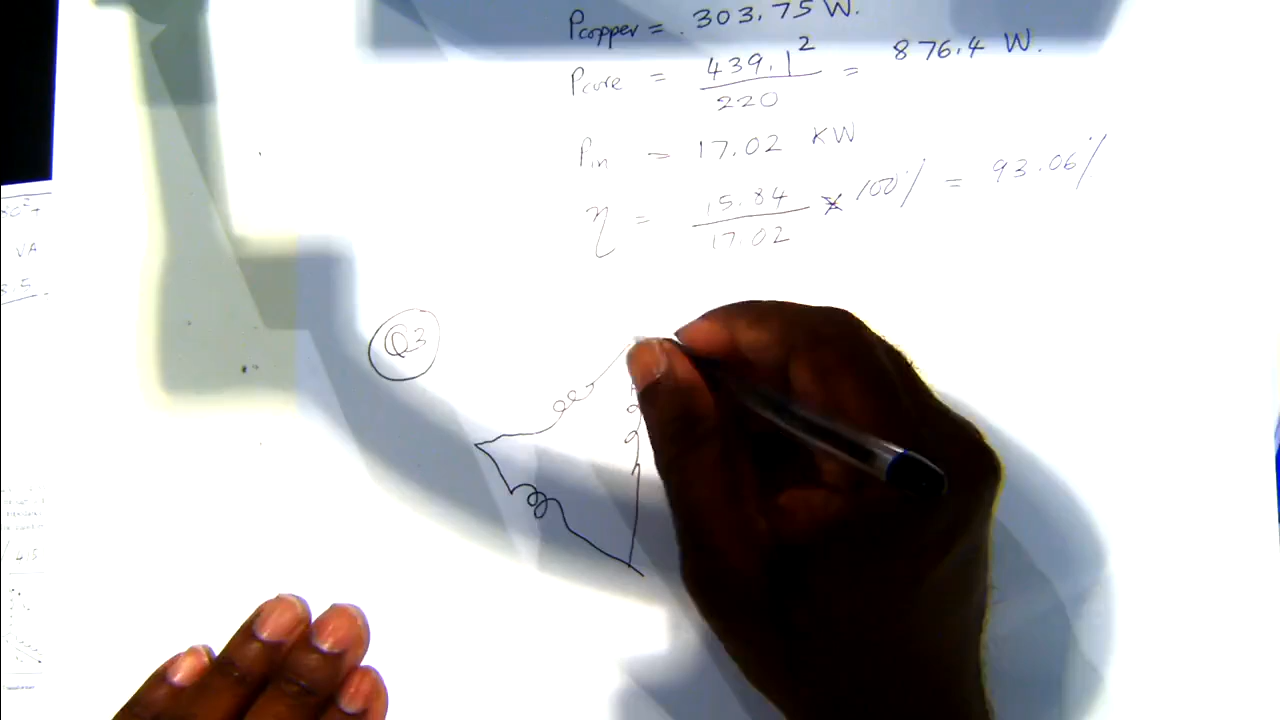 Pcopper = 303.75 W.
Pcore = 439.1² / 220 = 876.4 W.
Pin = 17.02 KW
η = 15.84 / 17.02 × 100% = 93.06%
VA
Q3